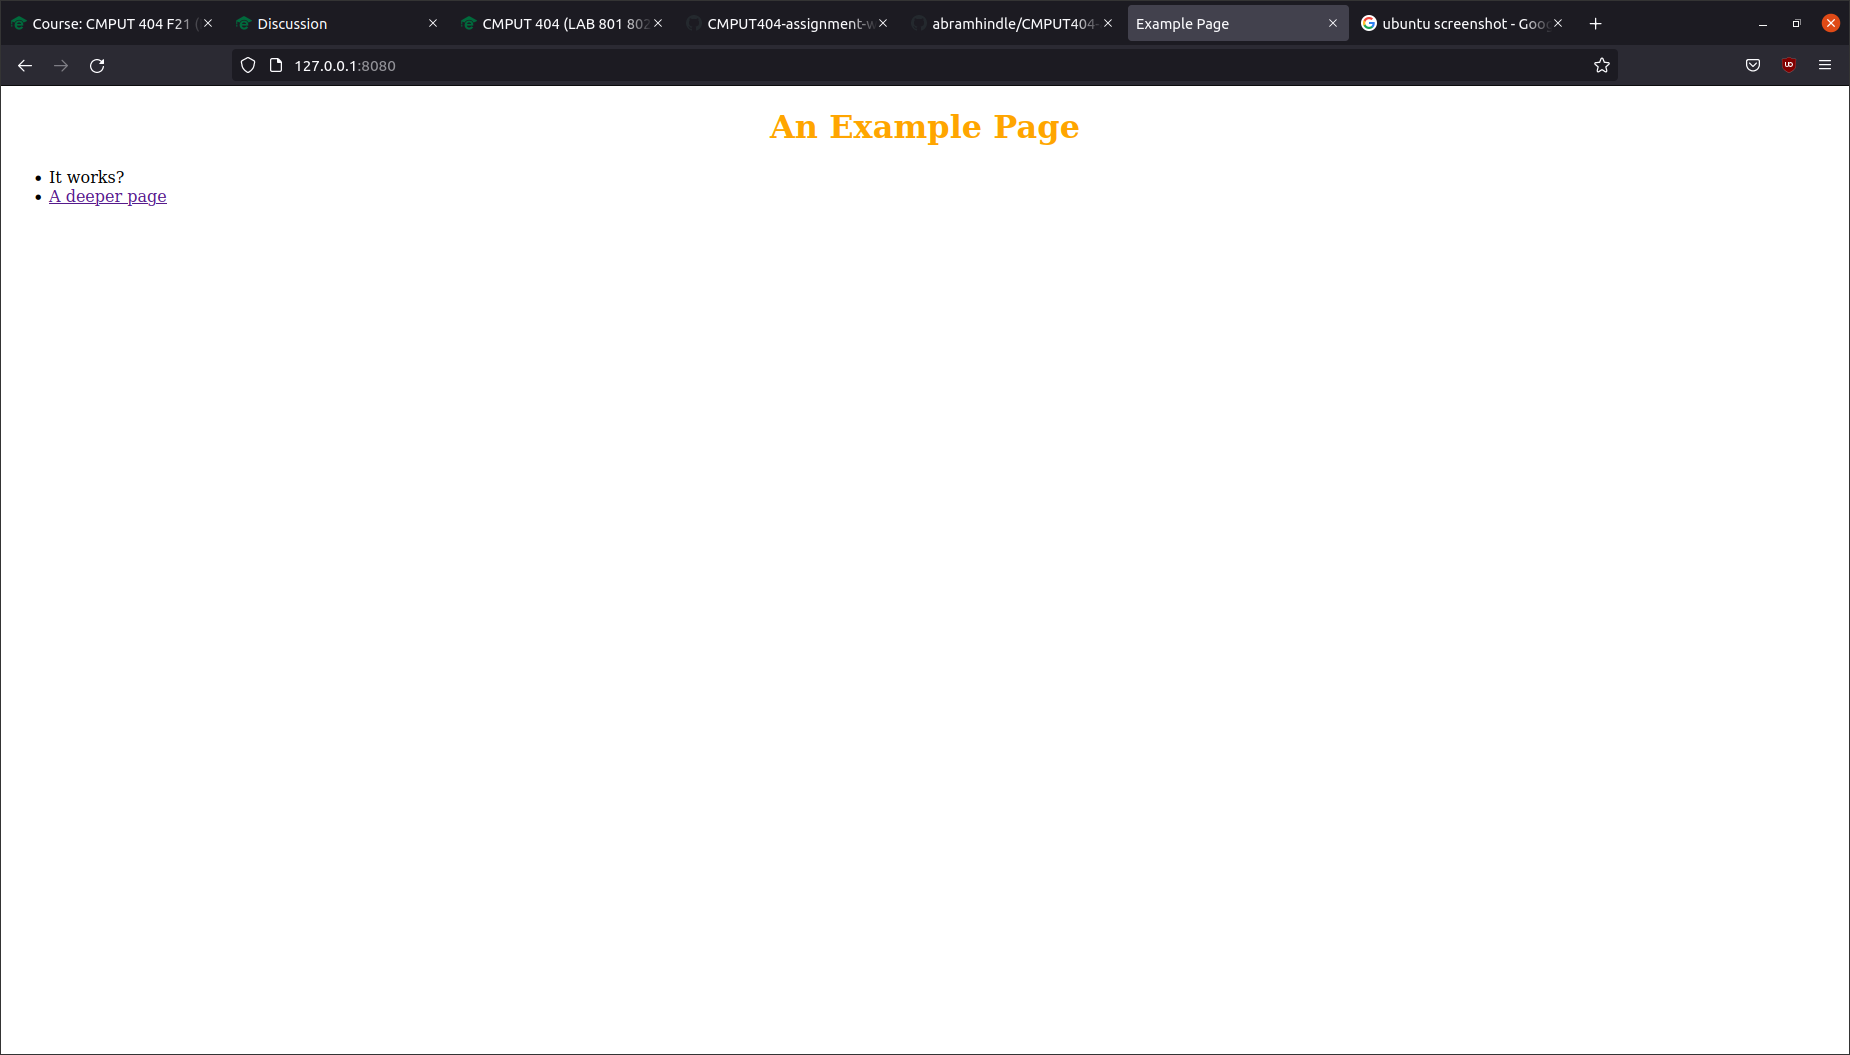 Course: CMPUT 404 F21 (
Discussion
CMPUT 404 (LAB 801 802
CMPUT404-assignment-w
abramhindle/CMPUT404-
Example Page
ubuntu screenshot - Goog
127.0.0.1:8080
An Example Page
• It works?
• A deeper page